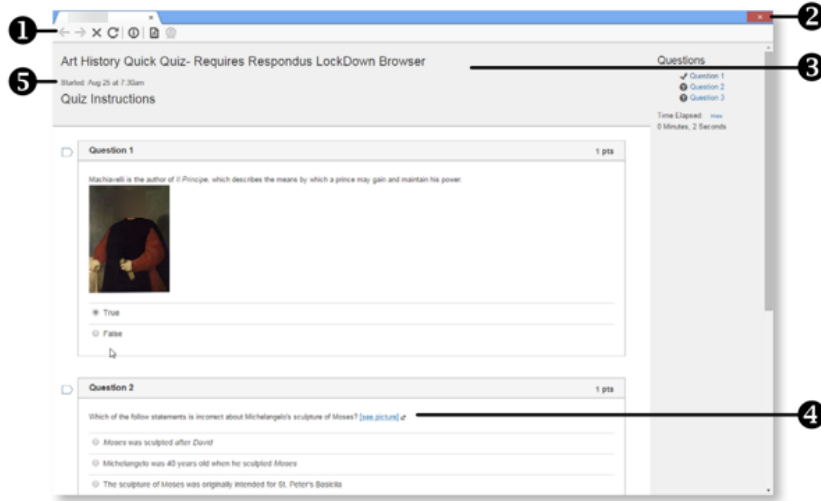 1
2
Art History Quick Quiz- Requires Respondus LockDown Browser
3
5
Started: Aug 25 at 7:30am
Quiz Instructions
Questions
Question 1
Question 2
Question 3
Time Elapsed: Hide
0 Minutes, 2 Seconds
Question 1 1 pts
Machiavelli is the author of Il Principe, which describes the means by which a prince may gain and maintain his power.
True
False
Question 2 1 pts
Which of the follow statements is incorrect about Michelangelo's sculpture of Moses? [see picture]
4
Moses was sculpted after David
Michelangelo was 40 years old when he sculpted Moses
The sculpture of Moses was originally intended for St. Peter's Basilica